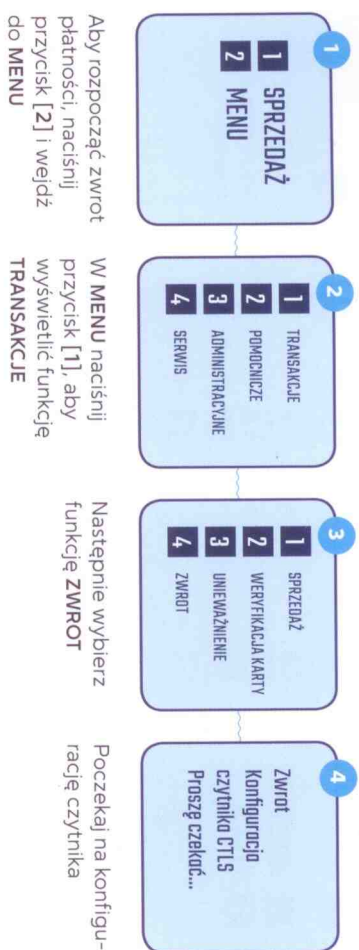 1
1 SPRZEDAŻ
2 MENU
Aby rozpocząć zwrot
płatności, naciśnij
przycisk [2] i wejdź
do MENU
2
1 TRANSAKCJE
2 POMOCNICZE
3 ADMINISTRACYJNE
4 SERWIS
W MENU naciśnij
przycisk [1], aby
wyświetlić funkcję
TRANSAKCJE
3
1 SPRZEDAŻ
2 WERYFIKACJA KARTY
3 UNIEWAŻNIENIE
4 ZWROT
Następnie wybierz
funkcję ZWROT
4
Zwrot
Konfiguracja
czytnika CTLS
Proszę czekać...
Poczekaj na konfigu-
rację czytnika